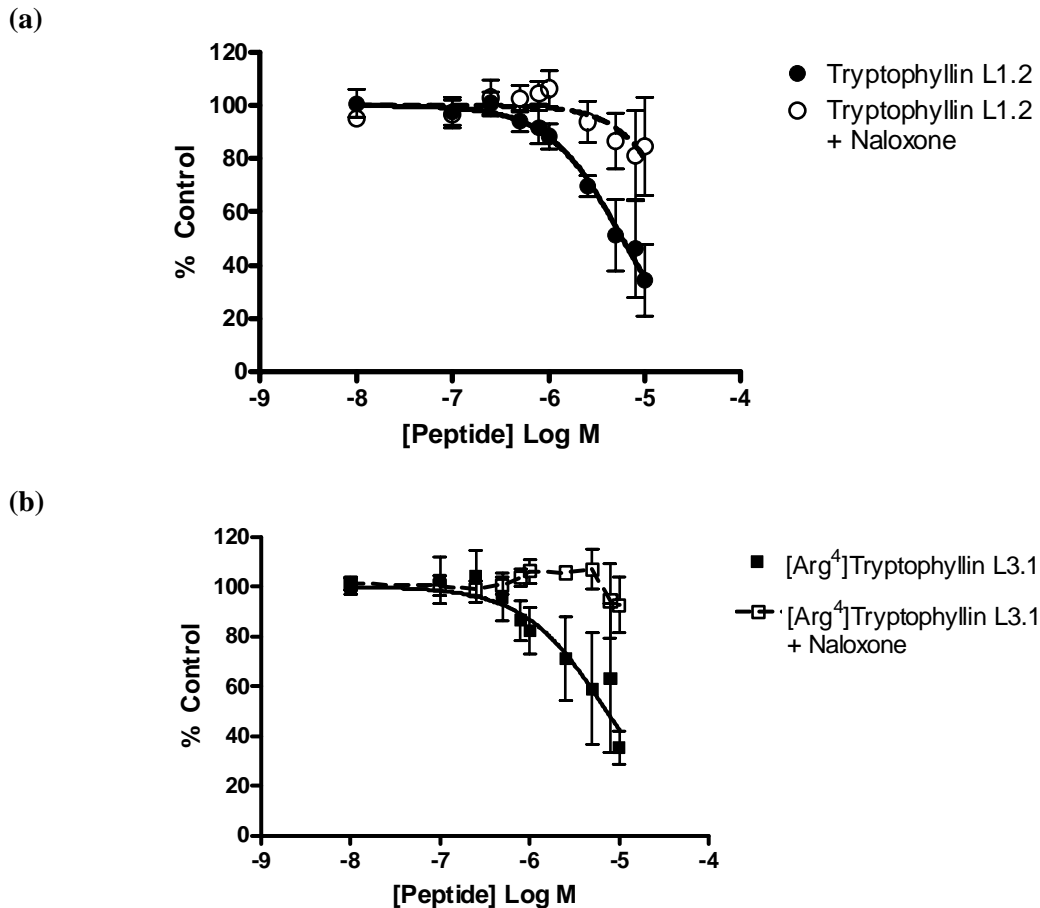 (a)
120
100
80
60
40
20
0
% Control
-9 -8 -7 -6 -5 -4
[Peptide] Log M
Tryptophyllin L1.2
Tryptophyllin L1.2
+ Naloxone
(b)
120
100
80
60
40
20
0
% Control
-9 -8 -7 -6 -5 -4
[Peptide] Log M
[Arg⁴]Tryptophyllin L3.1
[Arg⁴]Tryptophyllin L3.1
+ Naloxone